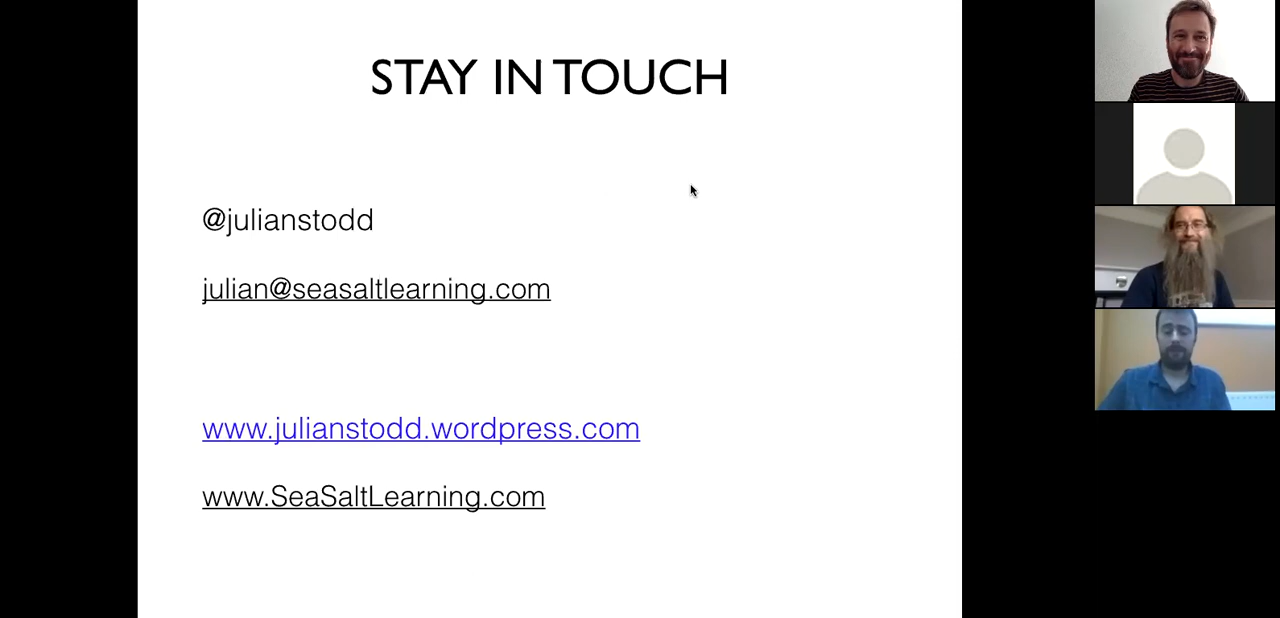 STAY IN TOUCH
@julianstodd
julian@seasaltlearning.com
www.julianstodd.wordpress.com
www.SeaSaltLearning.com